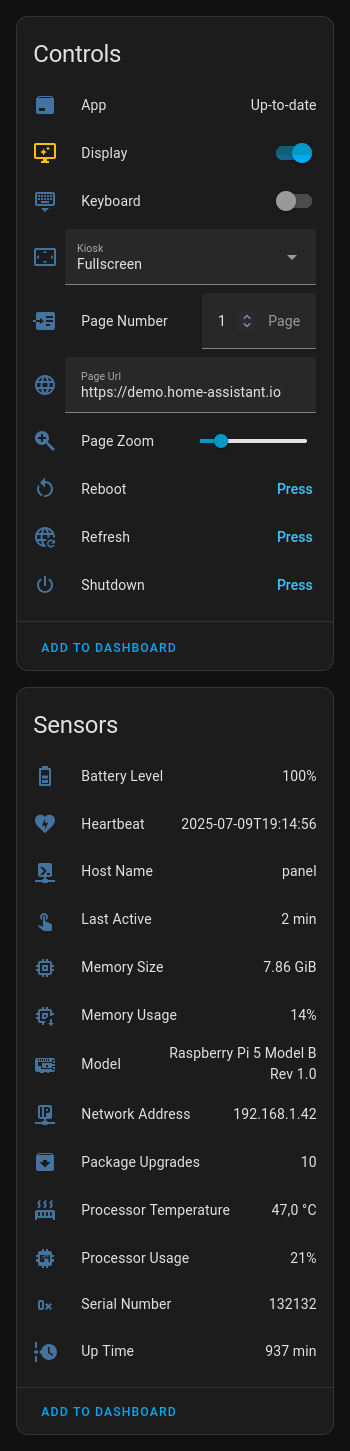 Controls
App Up-to-date
Display
Keyboard
Kiosk
Fullscreen
Page Number 1 Page
Page Url
https://demo.home-assistant.io
Page Zoom
Reboot Press
Refresh Press
Shutdown Press
ADD TO DASHBOARD
Sensors
Battery Level 100%
Heartbeat 2025-07-09T19:14:56
Host Name panel
Last Active 2 min
Memory Size 7.86 GiB
Memory Usage 14%
Model Raspberry Pi 5 Model B
Rev 1.0
Network Address 192.168.1.42
Package Upgrades 10
Processor Temperature 47,0 °C
Processor Usage 21%
0x Serial Number 132132
Up Time 937 min
ADD TO DASHBOARD